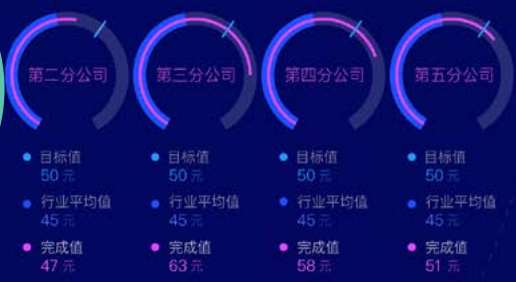 第二分公司
第三分公司
第四分公司
第五分公司
目标值
50 元
目标值
50 元
目标值
50 元
目标值
50 元
行业平均值
45 元
行业平均值
45 元
行业平均值
45 元
行业平均值
45 元
完成值
47 元
完成值
63 元
完成值
58 元
完成值
51 元